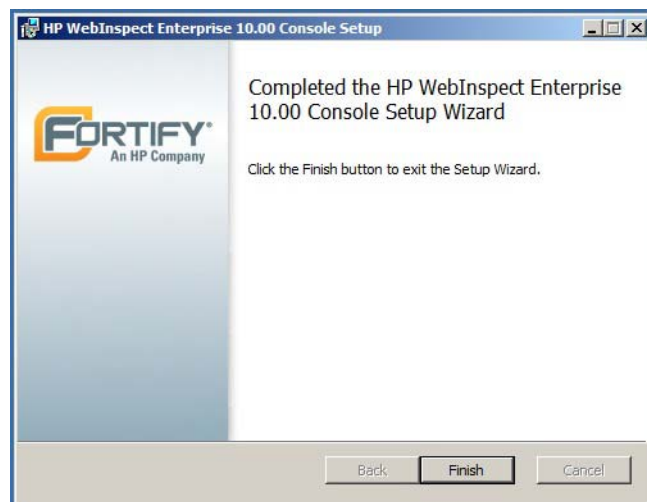 HP WebInspect Enterprise 10.00 Console Setup
FORTIFY
An HP Company
Completed the HP WebInspect Enterprise
10.00 Console Setup Wizard
Click the Finish button to exit the Setup Wizard.
Back
Finish
Cancel